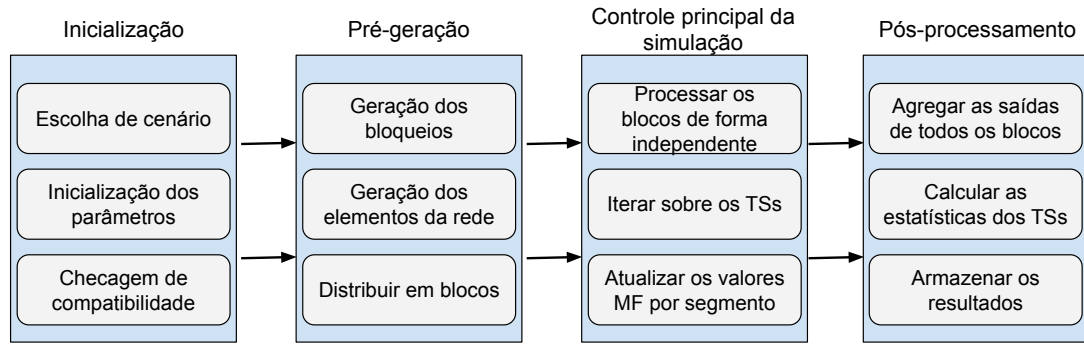 Inicialização
Escolha de cenário
Inicialização dos
parâmetros
Checagem de
compatibilidade
Pré-geração
Geração dos
bloqueios
Geração dos
elementos da rede
Distribuir em blocos
Controle principal da
simulação
Processar os
blocos de forma
independente
Iterar sobre os TSs
Atualizar os valores
MF por segmento
Pós-processamento
Agregar as saídas
de todos os blocos
Calcular as
estatísticas dos TSs
Armazenar os
resultados